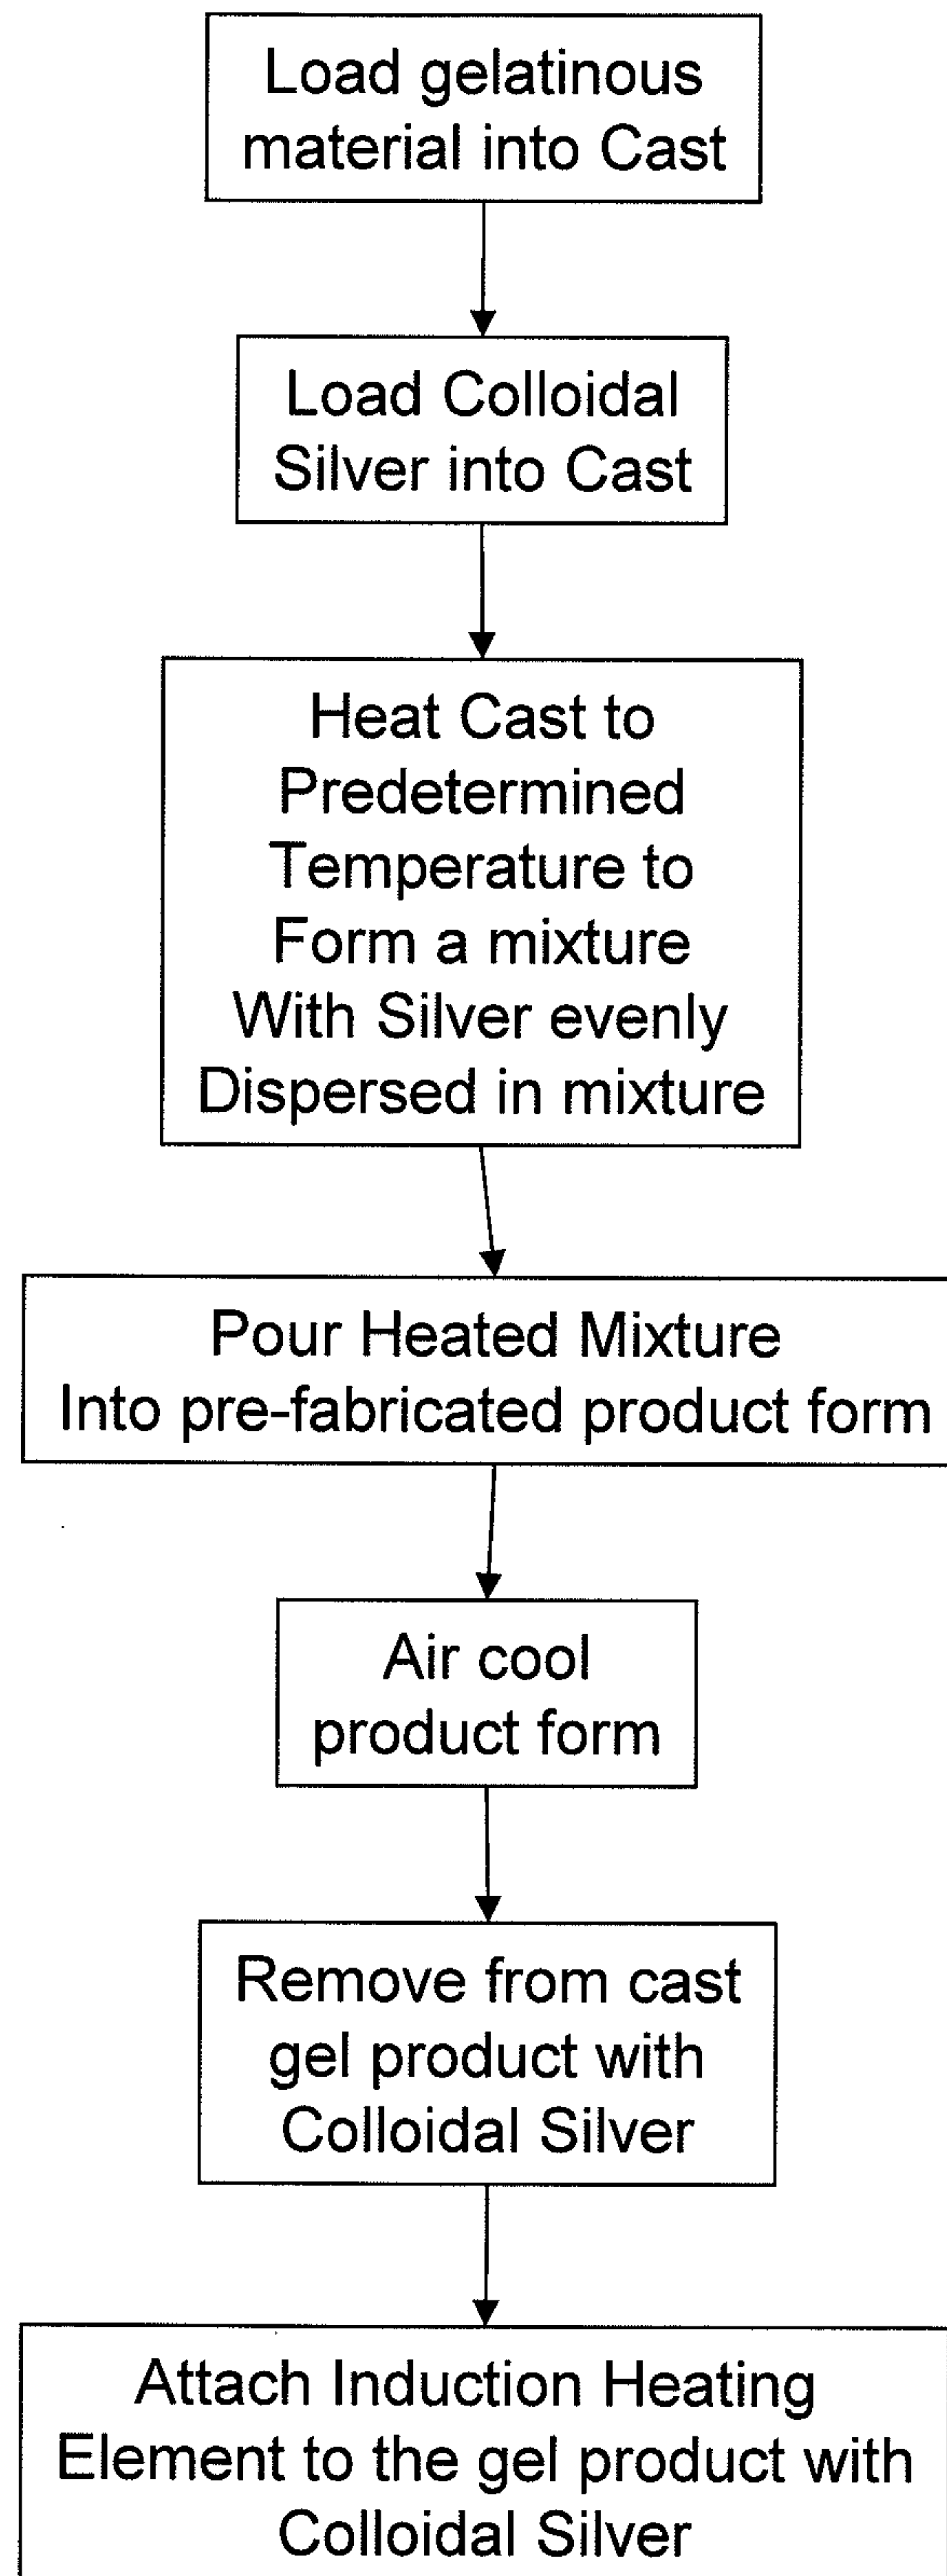 Load gelatinous
material into Cast
Load Colloidal
Silver into Cast
Heat Cast to
Predetermined
Temperature to
Form a mixture
With Silver evenly
Dispersed in mixture
Pour Heated Mixture
Into pre-fabricated product form
Air cool
product form
Remove from cast
gel product with
Colloidal Silver
Attach Induction Heating
Element to the gel product with
Colloidal Silver